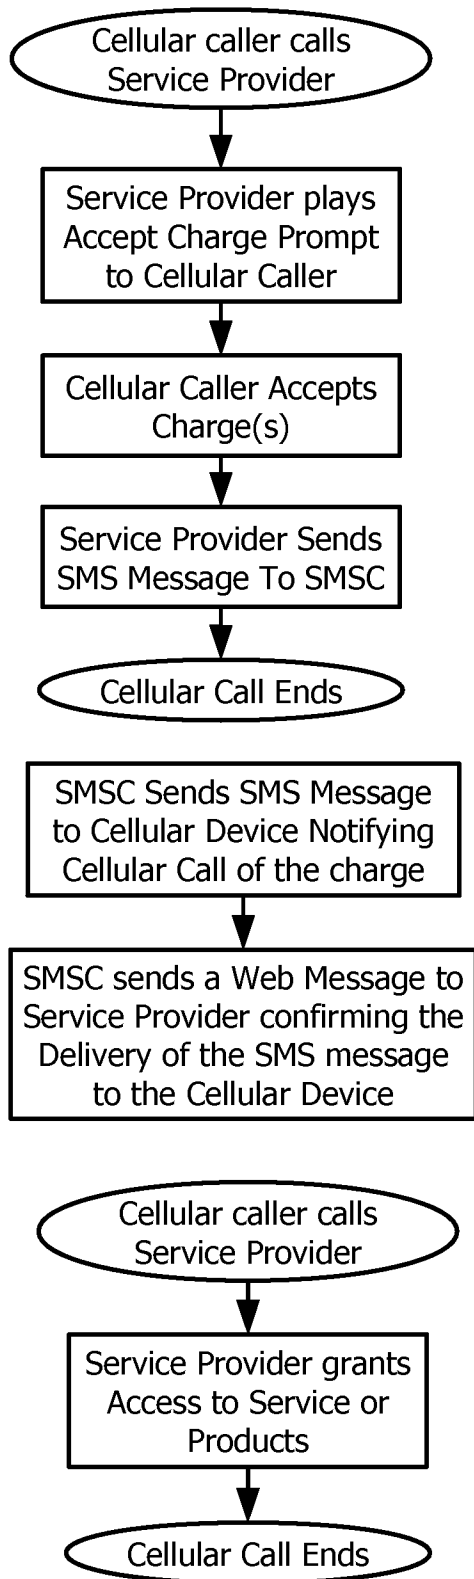 Cellular caller calls
Service Provider
Service Provider plays
Accept Charge Prompt
to Cellular Caller
Cellular Caller Accepts
Charge(s)
Service Provider Sends
SMS Message To SMSC
Cellular Call Ends
SMSC Sends SMS Message
to Cellular Device Notifying
Cellular Call of the charge
SMSC sends a Web Message to
Service Provider confirming the
Delivery of the SMS message
to the Cellular Device
Cellular caller calls
Service Provider
Service Provider grants
Access to Service or
Products
Cellular Call Ends